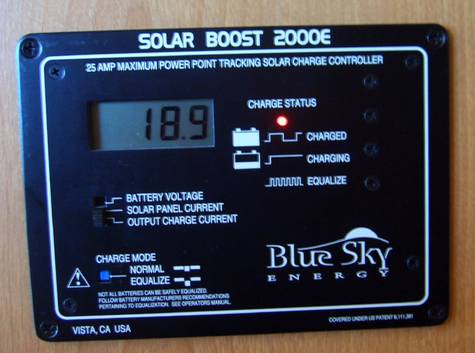 SOLAR BOOST 2000E
25 AMP MAXIMUM POWER POINT TRACKING SOLAR CHARGE CONTROLLER
18.9
CHARGE STATUS
CHARGED
CHARGING
EQUALIZE
BATTERY VOLTAGE
SOLAR PANEL CURRENT
OUTPUT CHARGE CURRENT
CHARGE MODE
NORMAL
EQUALIZE
NOT ALL BATTERIES CAN BE SAFELY EQUALIZED.
FOLLOW BATTERY MANUFACTURERS RECOMMENDATIONS
PERTAINING TO EQUALIZATION. SEE OPERATORS MANUAL.
Blue Sky
ENERGY
VISTA, CA USA
COVERED UNDER US PATENT 6,111,391